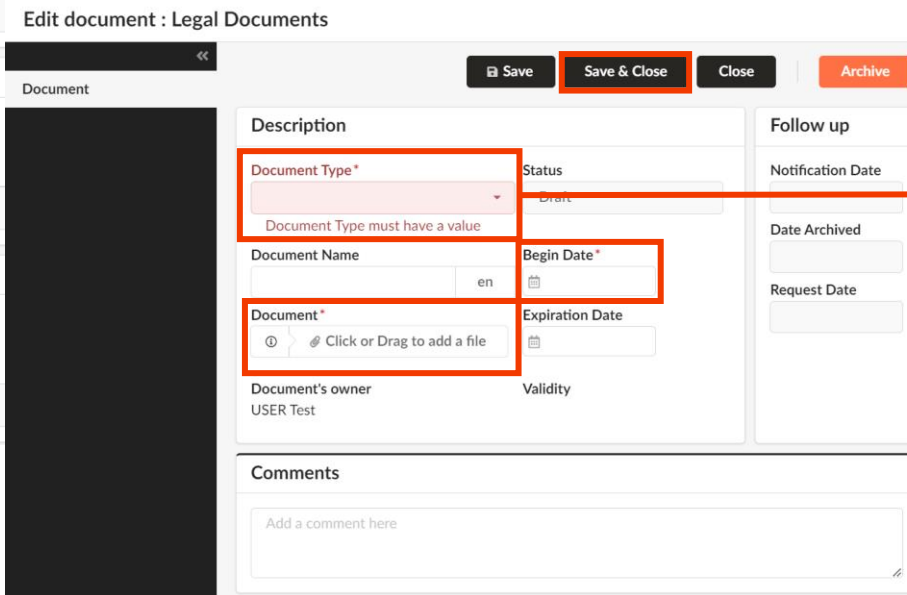 Edit document : Legal Documents
Document
Save Save & Close Close Archive
Description
Document Type*
Document Type must have a value
Status
Draft
Document Name
en
Begin Date*
Document*
Click or Drag to add a file
Expiration Date
Document's owner
USER Test
Validity
Follow up
Notification Date
Date Archived
Request Date
Comments
Add a comment here